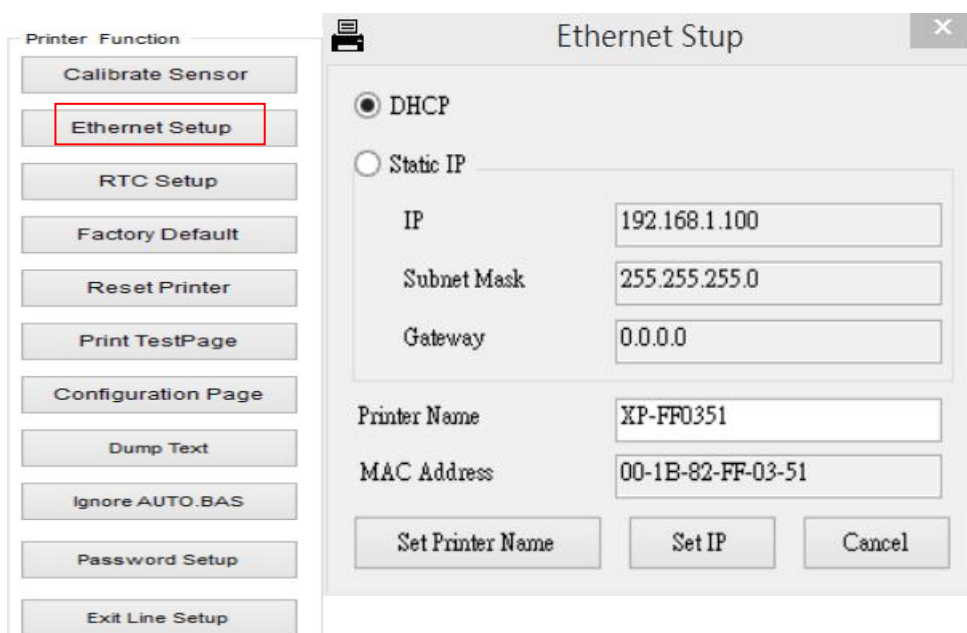 Printer Function
Calibrate Sensor
Ethernet Setup
RTC Setup
Factory Default
Reset Printer
Print TestPage
Configuration Page
Dump Text
Ignore AUTO.BAS
Password Setup
Exit Line Setup
Ethernet Stup
DHCP
Static IP
IP 192.168.1.100
Subnet Mask 255.255.255.0
Gateway 0.0.0.0
Printer Name XP-FF0351
MAC Address 00-1B-82-FF-03-51
Set Printer Name Set IP Cancel